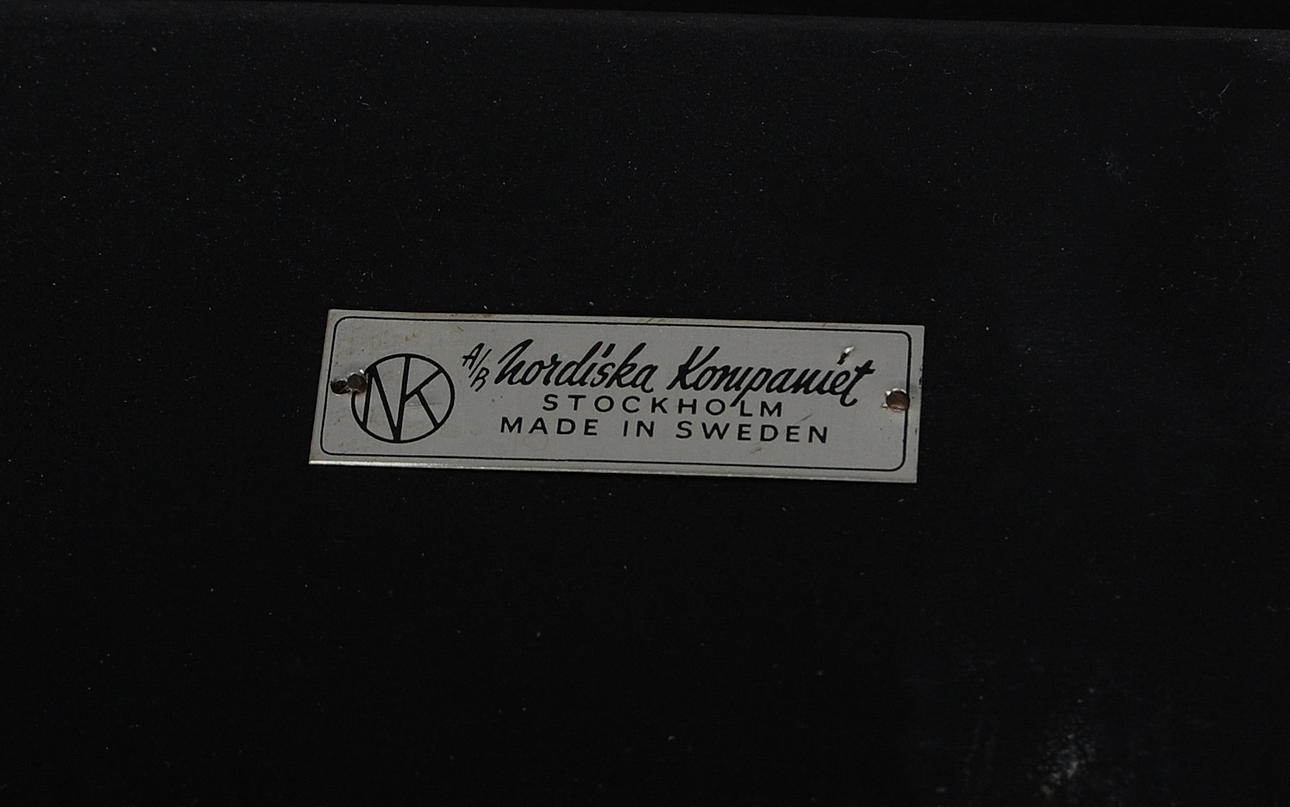 NK
A/B Nordiska Kompaniet
STOCKHOLM
MADE IN SWEDEN